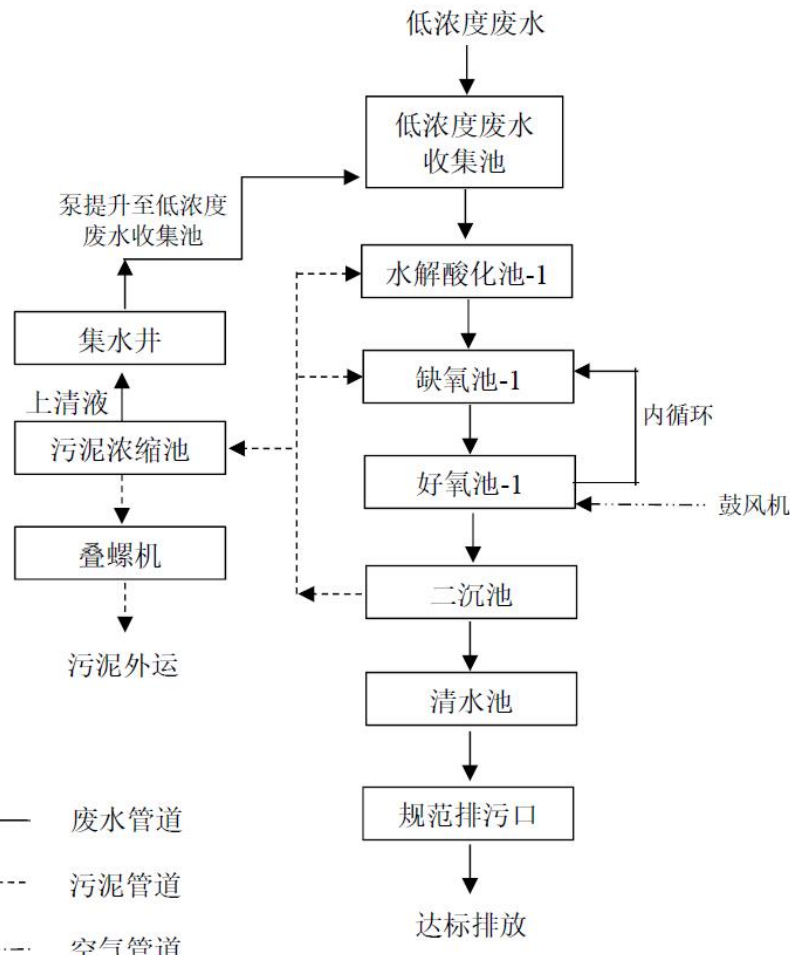 低浓度废水
低浓度废水
收集池
泵提升至低浓度
废水收集池
水解酸化池-1
集水井
缺氧池-1
上清液
内循环
污泥浓缩池
好氧池-1
鼓风机
叠螺机
二沉池
污泥外运
清水池
规范排污口
废水管道
污泥管道
达标排放
空气管道